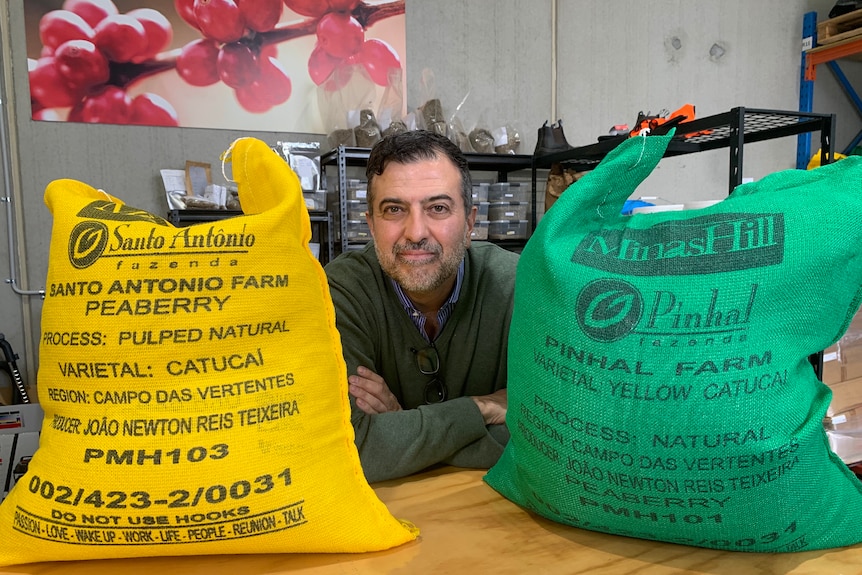 Santo Antônio
fazenda
SANTO ANTONIO FARM
PEABERRY
PROCESS: PULPED NATURAL
VARIETAL: CATUCAÍ
REGION: CAMPO DAS VERTENTES
PRODUCER: JOÃO NEWTON REIS TEIXEIRA
PMH103
002/423-2/0031
DO NOT USE HOOKS
PASSION - LOVE - WAKE UP - WORK - LIFE - PEOPLE - REUNION - TALK
MinasHill
Pinhal
fazenda
PINHAL FARM
VARIETAL YELLOW CATUCAI
PROCESS: NATURAL
REGION: CAMPO DAS VERTENTES
PRODUCER: JOÃO NEWTON REIS TEIXEIRA
PEABERRY
PMH101